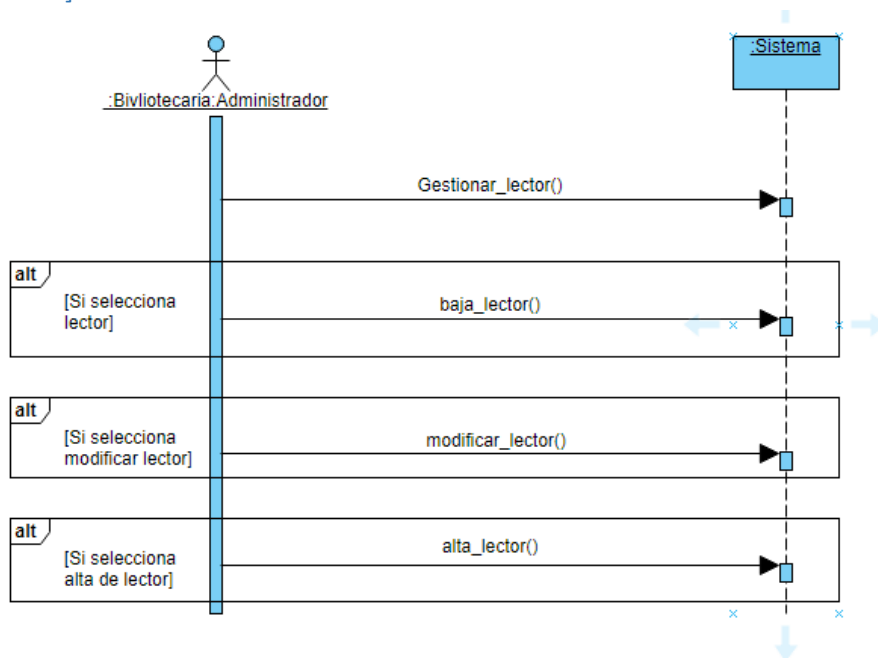 :Sistema
:Bivliotecaria:Administrador
Gestionar_lector()
alt
[Si selecciona
lector]
baja_lector()
alt
[Si selecciona
modificar lector]
modificar_lector()
alt
[Si selecciona
alta de lector]
alta_lector()